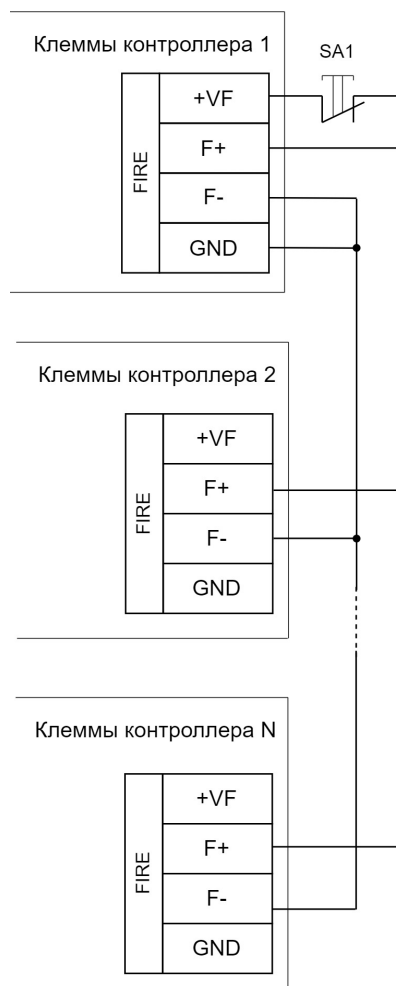 Клеммы контроллера 1
SA1
FIRE
+VF
F+
F-
GND
Клеммы контроллера 2
FIRE
+VF
F+
F-
GND
Клеммы контроллера N
FIRE
+VF
F+
F-
GND